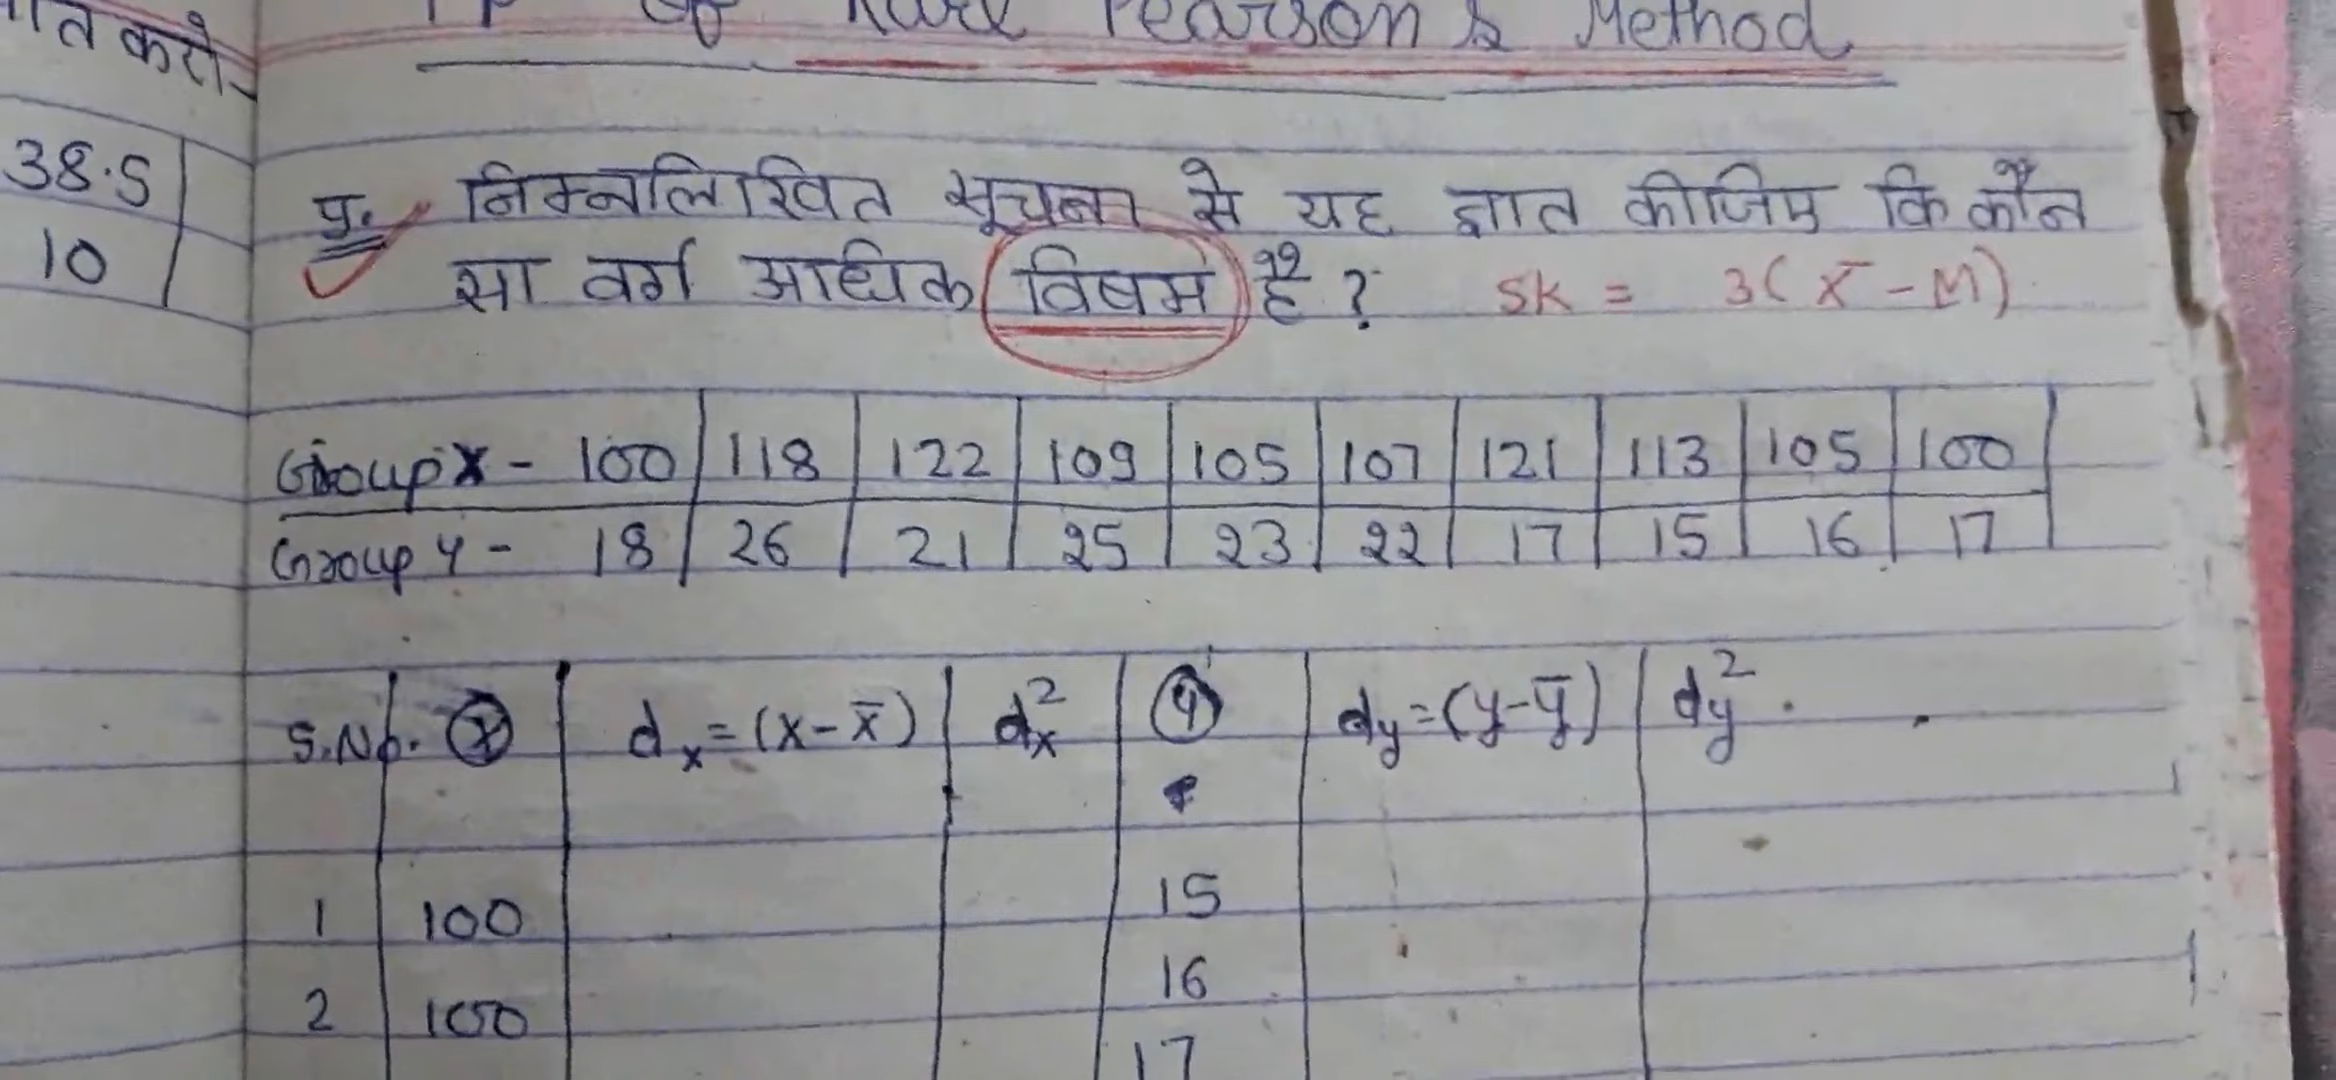 करो-
38.5
10
Karl Pearson's Method
प्र. निम्नलिखित सूचना से यह ज्ञात कीजिए कि कौन
सा वर्ग अधिक विषम है ? SK = 3(X̄ - M)
Group X - 100 118 122 109 105 107 121 113 105 100
Group Y - 18 26 21 25 23 22 17 15 16 17
S.No. X dx=(x-x̄) dx² y dy=(y-ȳ) dy²
1 100 15
2 100 16
17